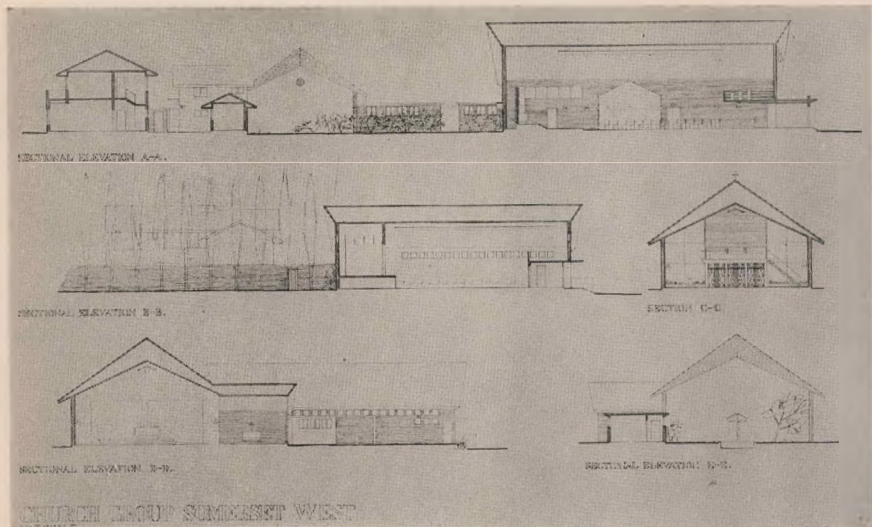 SECTIONAL ELEVATION A-A.
SECTIONAL ELEVATION B-B.
SECTION C-C.
SECTIONAL ELEVATION D-D.
SECTIONAL ELEVATION E-E.
CHURCH GROUP SOMERSET WEST